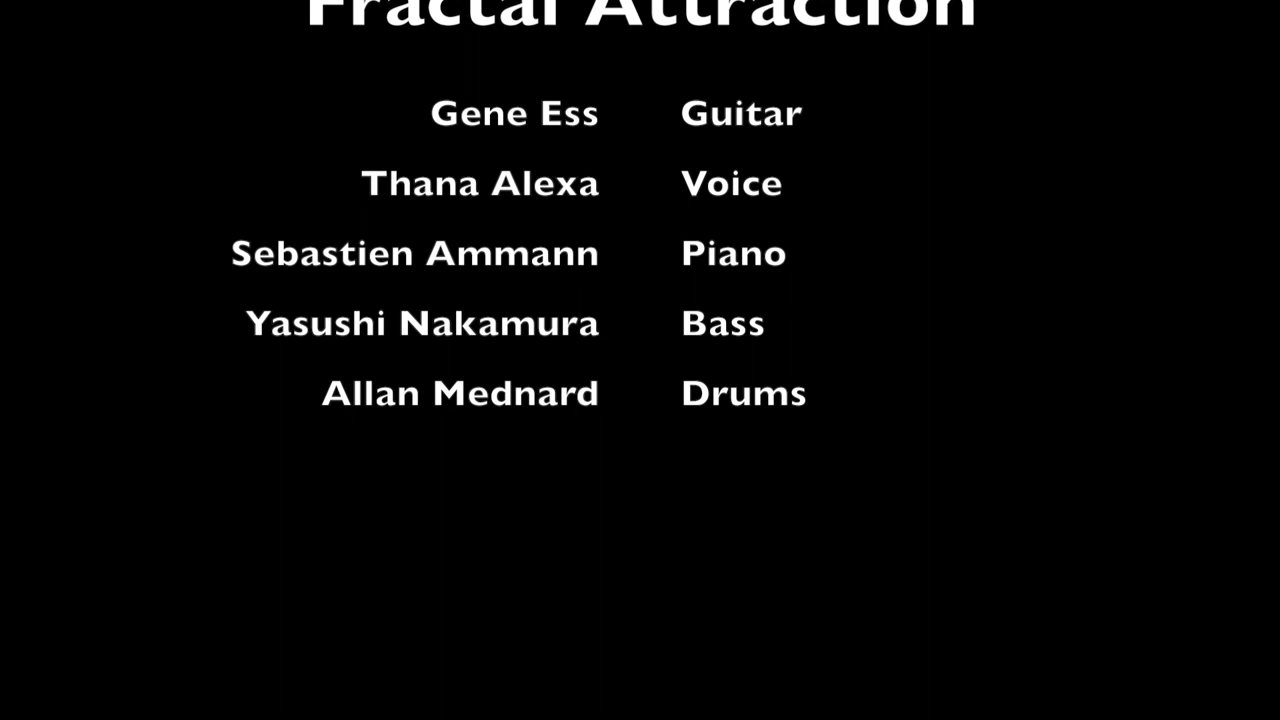 Fractal Attraction
Gene Ess Guitar
Thana Alexa Voice
Sebastien Ammann Piano
Yasushi Nakamura Bass
Allan Mednard Drums